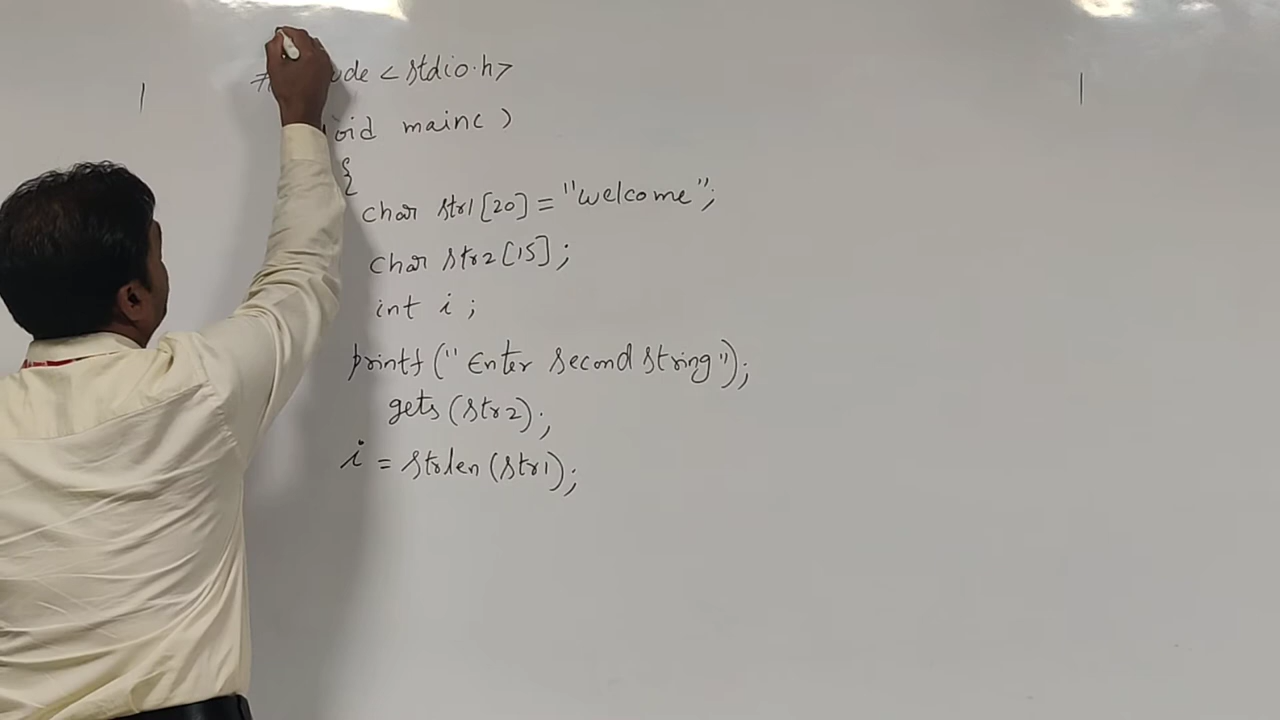 ude <stdio.h>
oid main( )
{
char str1[20] = "welcome";
char str2[15];
int i ;
printf("Enter second string");
gets(str2);
i = strlen(str1);